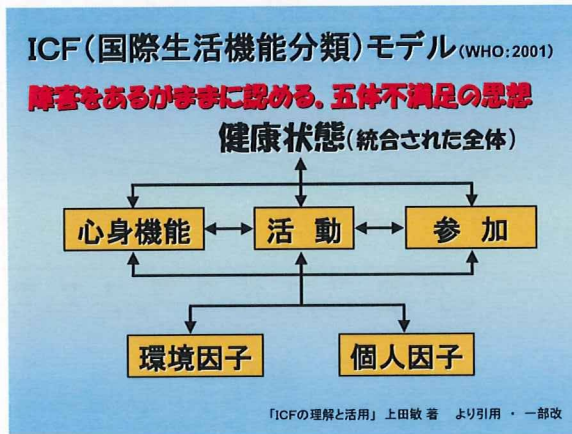 ICF(国際生活機能分類)モデル(WHO:2001)
障害をあるがままに認める、五体不満足の思想
健康状態(統合された全体)
心身機能 活動 参加
環境因子 個人因子
「ICFの理解と活用」上田敏 著 より引用 ・ 一部改